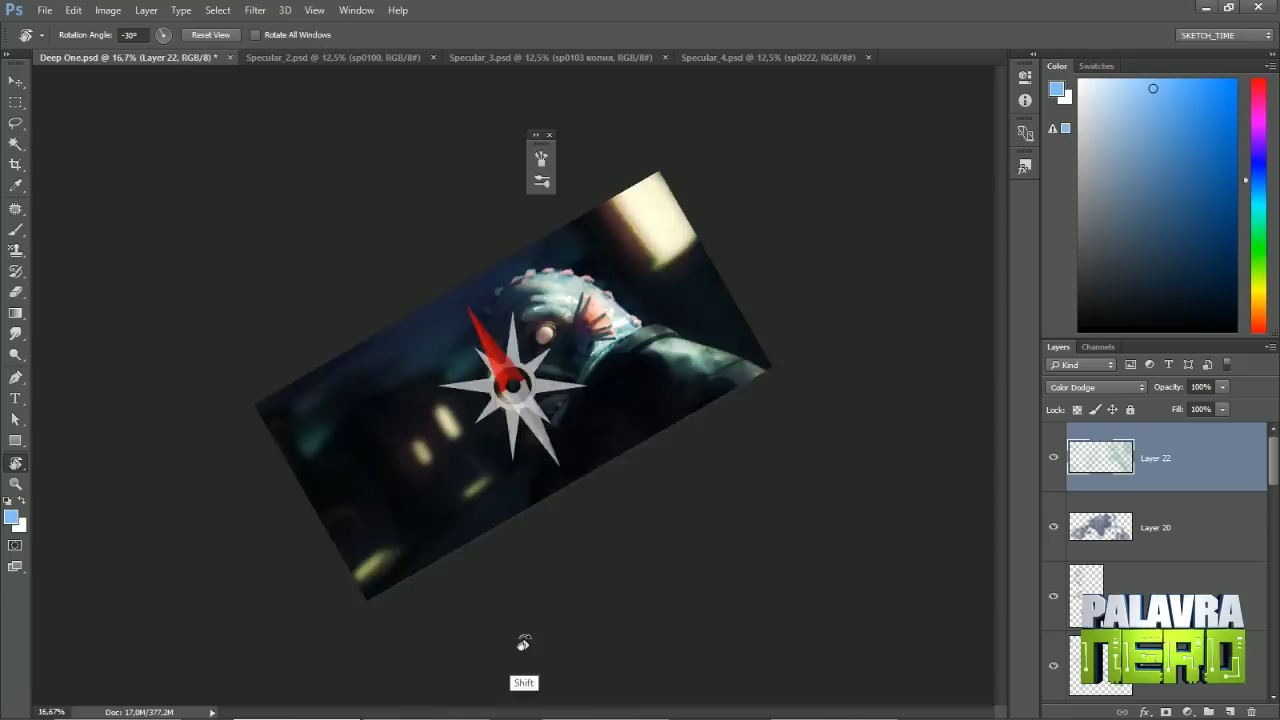 Ps File Edit Image Layer Type Select Filter 3D View Window Help
Rotation Angle: -30° Reset View Rotate All Windows SKETCH_TIME
Deep One.psd @ 16,7% (Layer 22, RGB/8) * × Specular_2.psd @ 12,5% (sp0100, RGB/8#) × Specular_3.psd @ 12,5% (sp0103 копия, RGB/8#) × Specular_4.psd @ 12,5% (sp0222, RGB/8#) ×
Color Swatches
Layers Channels
Kind
Color Dodge Opacity: 100%
Lock: Fill: 100%
Layer 22
Layer 20
PALAVRA
NERD
Shift
16,67% Doc: 17,0M/377,2M